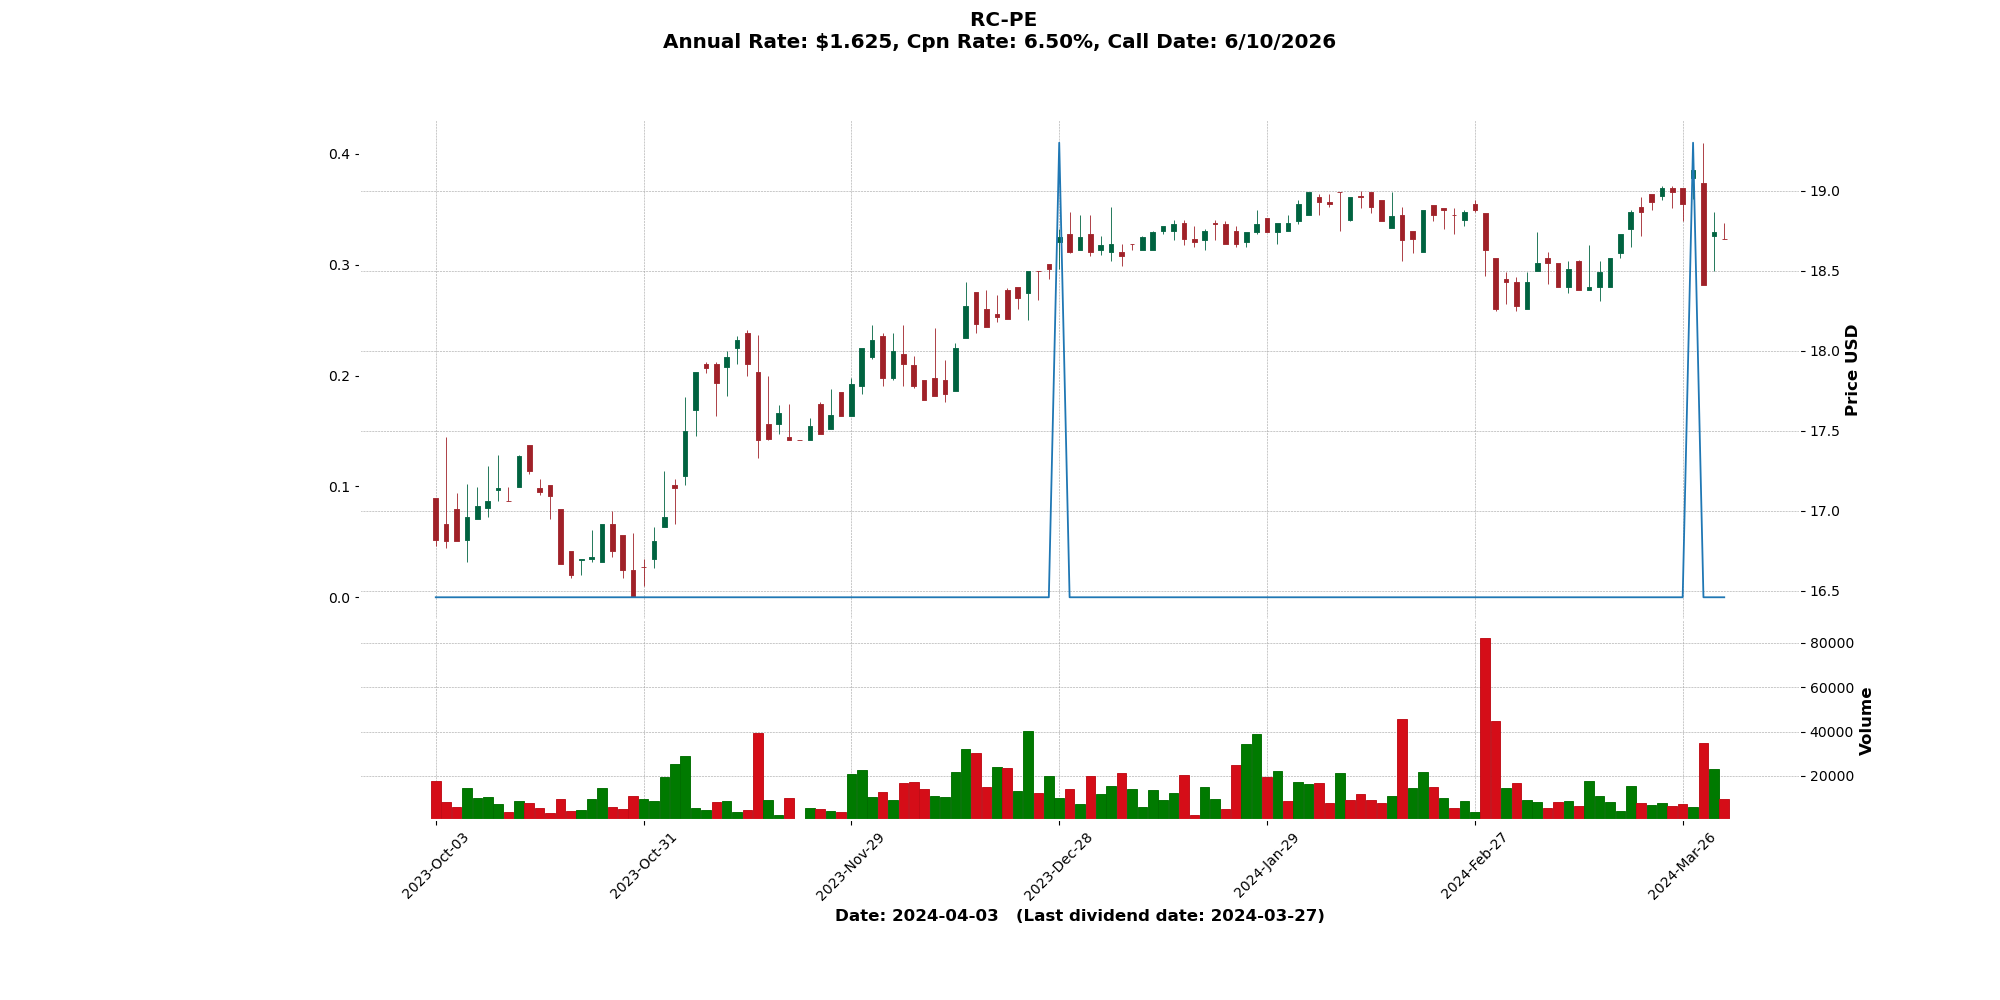 RC-PE
Annual Rate: $1.625, Cpn Rate: 6.50%, Call Date: 6/10/2026
0.4
0.3
0.2
0.1
0.0
19.0
18.5
18.0
17.5
17.0
16.5
Price USD
80000
60000
40000
20000
Volume
2023-Oct-03
2023-Oct-31
2023-Nov-29
2023-Dec-28
2024-Jan-29
2024-Feb-27
2024-Mar-26
Date: 2024-04-03 (Last dividend date: 2024-03-27)